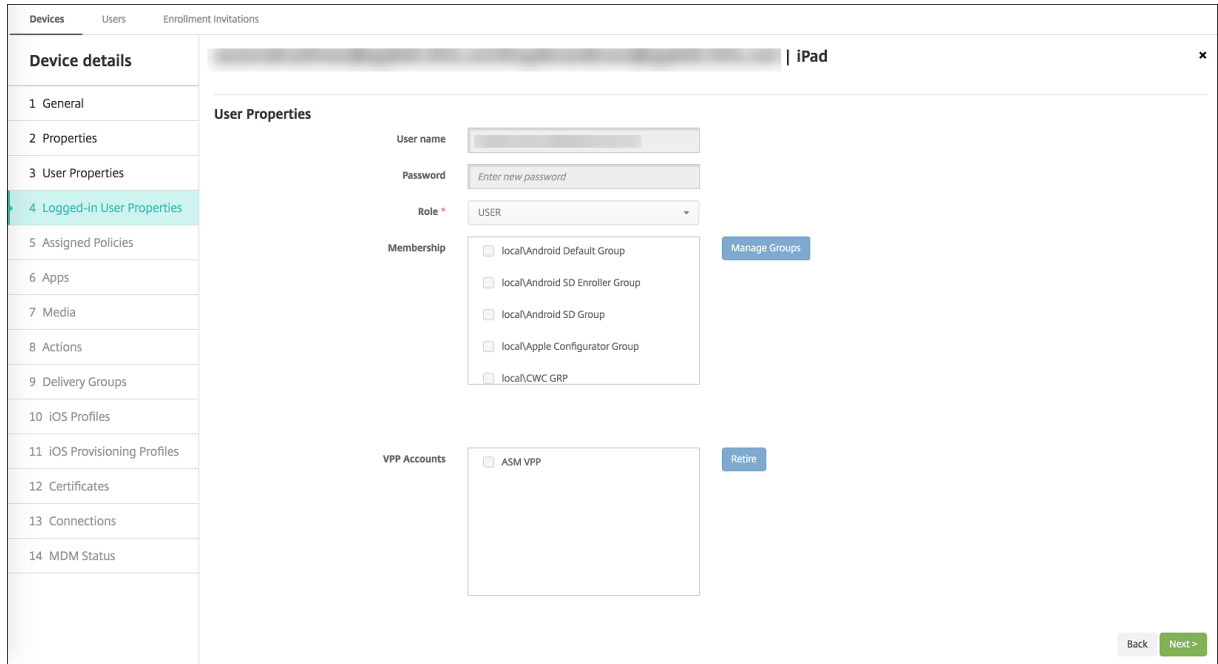 Devices Users Enrollment Invitations
Device details
| iPad
×
1 General
2 Properties
3 User Properties
4 Logged-in User Properties
5 Assigned Policies
6 Apps
7 Media
8 Actions
9 Delivery Groups
10 iOS Profiles
11 iOS Provisioning Profiles
12 Certificates
13 Connections
14 MDM Status
User Properties
User name
Password Enter new password
Role * USER
Membership
local\Android Default Group
local\Android SD Enroller Group
local\Android SD Group
local\Apple Configurator Group
local\CWC GRP
Manage Groups
VPP Accounts
ASM VPP
Retire
Back Next >